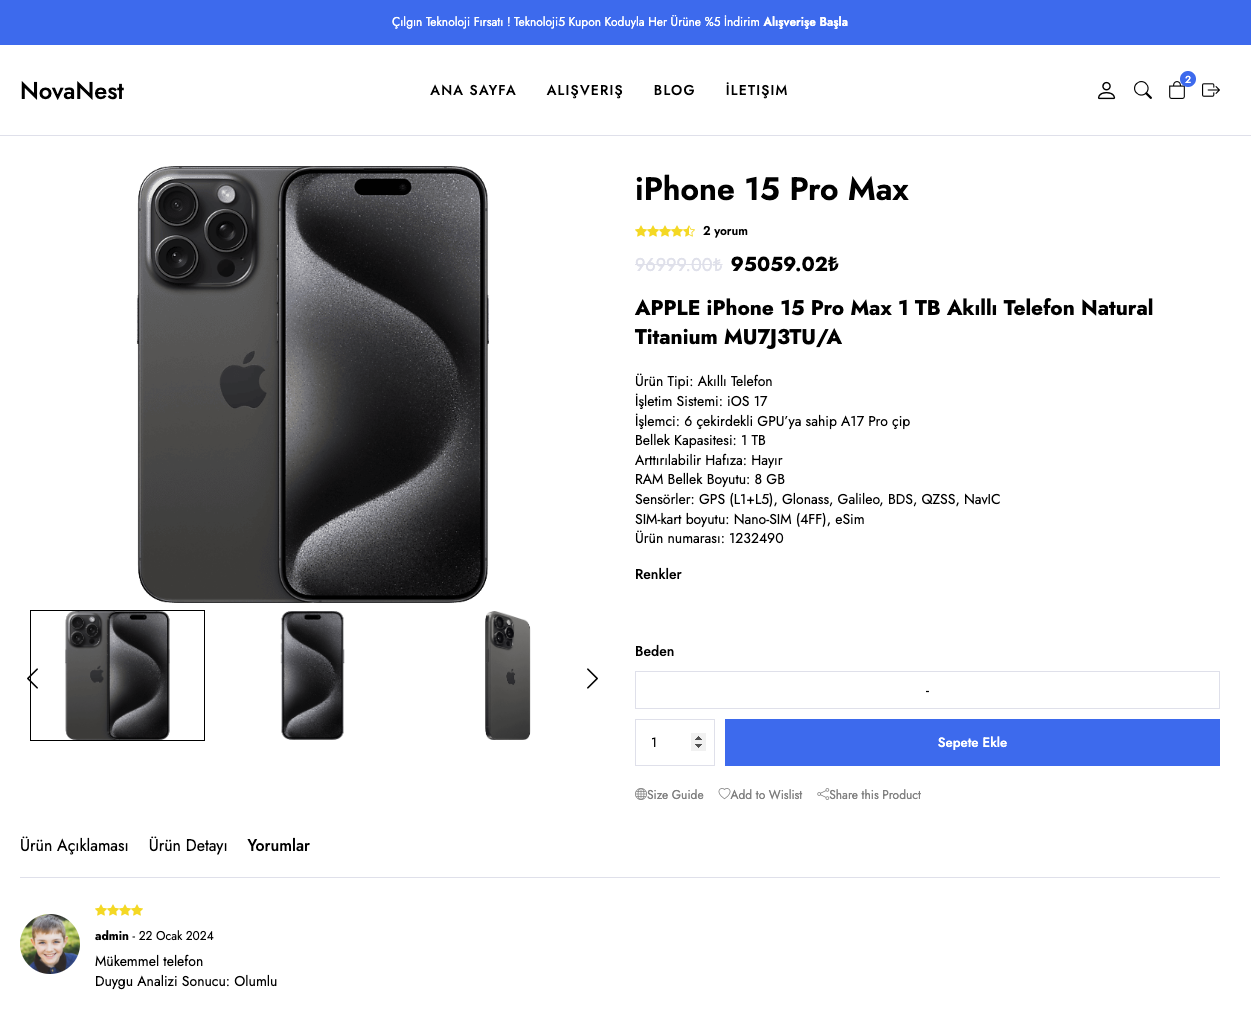 Çılgın Teknoloji Fırsatı ! Teknoloji5 Kupon Koduyla Her Ürüne %5 İndirim Alışverişe Başla
NovaNest
ANA SAYFA
ALIŞVERIŞ
BLOG
İLETIŞIM
2
iPhone 15 Pro Max
2 yorum
96999.00₺ 95059.02₺
APPLE iPhone 15 Pro Max 1 TB Akıllı Telefon Natural
Titanium MU7J3TU/A
Ürün Tipi: Akıllı Telefon
İşletim Sistemi: iOS 17
İşlemci: 6 çekirdekli GPU’ya sahip A17 Pro çip
Bellek Kapasitesi: 1 TB
Arttırılabilir Hafıza: Hayır
RAM Bellek Boyutu: 8 GB
Sensörler: GPS (L1+L5), Glonass, Galileo, BDS, QZSS, NavIC
SIM-kart boyutu: Nano-SIM (4FF), eSim
Ürün numarası: 1232490
Renkler
Beden
-
1
Sepete Ekle
Size Guide
Add to Wislist
Share this Product
Ürün Açıklaması
Ürün Detayı
Yorumlar
admin - 22 Ocak 2024
Mükemmel telefon
Duygu Analizi Sonucu: Olumlu